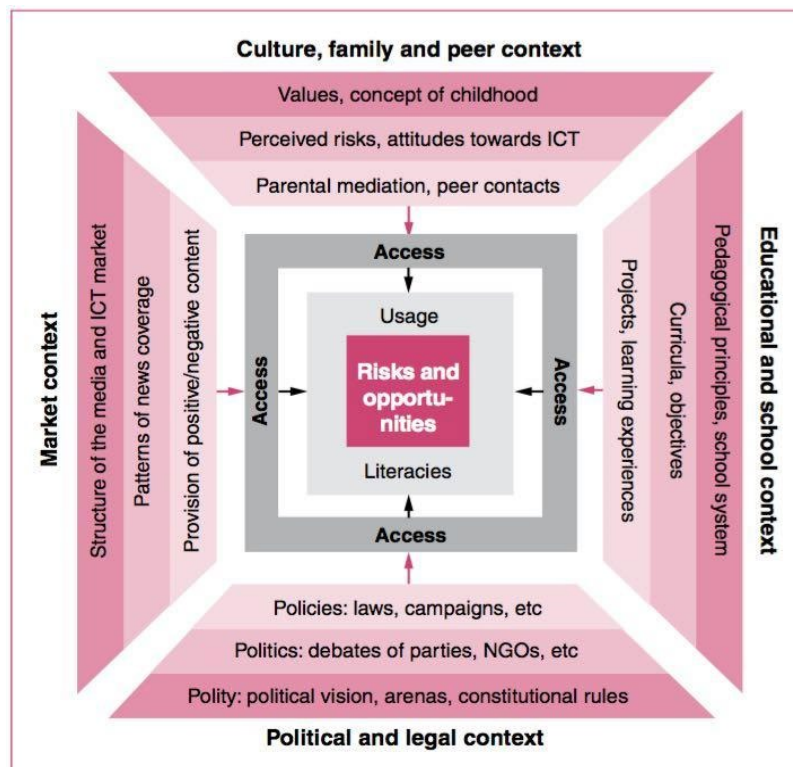 Culture, family and peer context
Values, concept of childhood
Perceived risks, attitudes towards ICT
Parental mediation, peer contacts
Market context
Structure of the media and ICT market
Patterns of news coverage
Provision of positive/negative content
Access
Access
Usage
Risks and
opportu-
nities
Literacies
Access
Access
Projects, learning experiences
Curricula, objectives
Pedagogical principles, school system
Educational and school context
Policies: laws, campaigns, etc
Politics: debates of parties, NGOs, etc
Polity: political vision, arenas, constitutional rules
Political and legal context